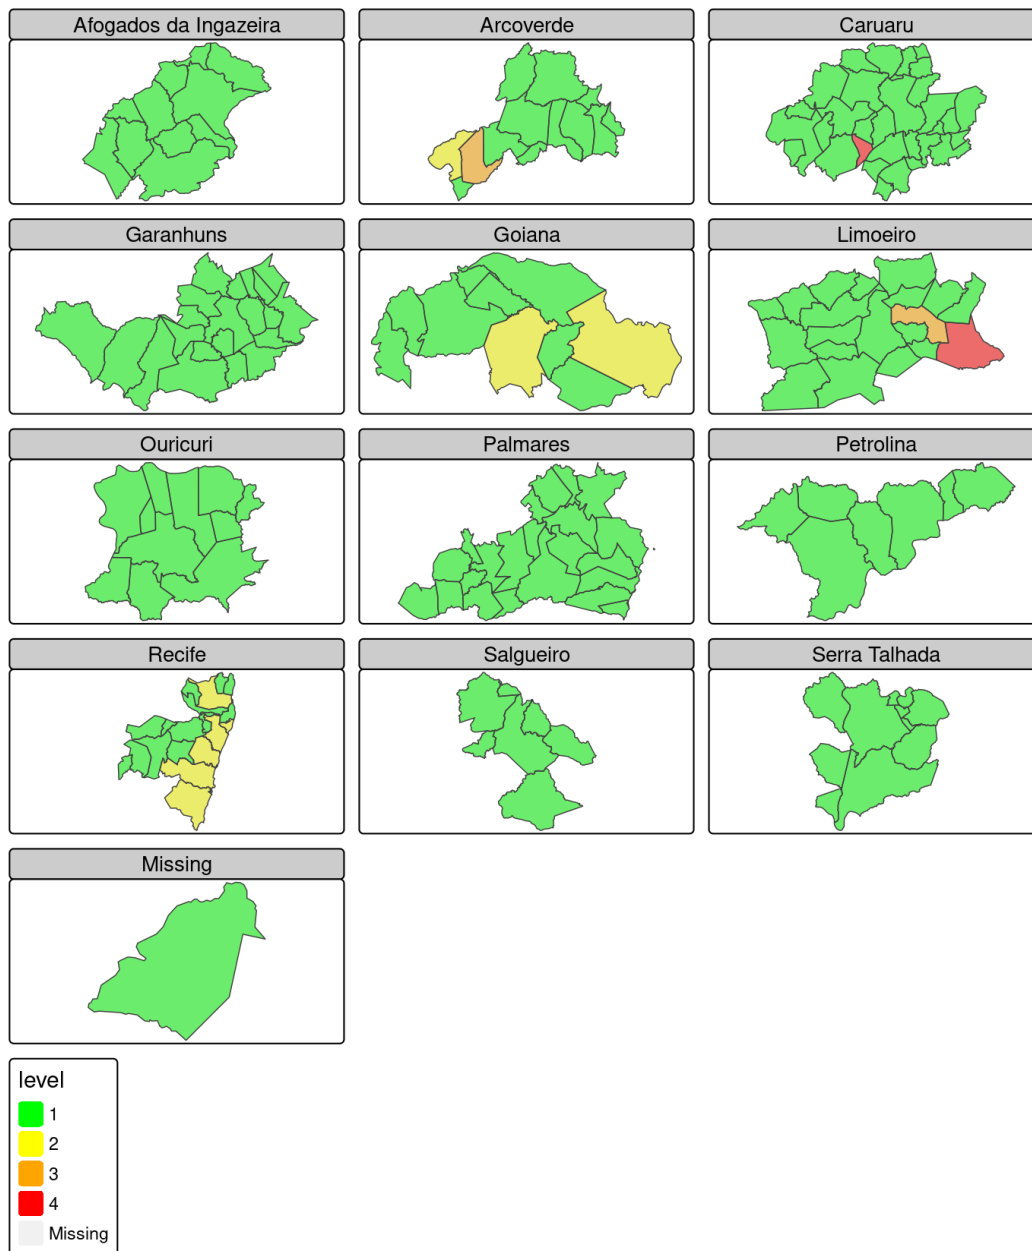 Afogados da Ingazeira
Arcoverde
Caruaru
Garanhuns
Goiana
Limoeiro
Ouricuri
Palmares
Petrolina
Recife
Salgueiro
Serra Talhada
Missing
level
1
2
3
4
Missing